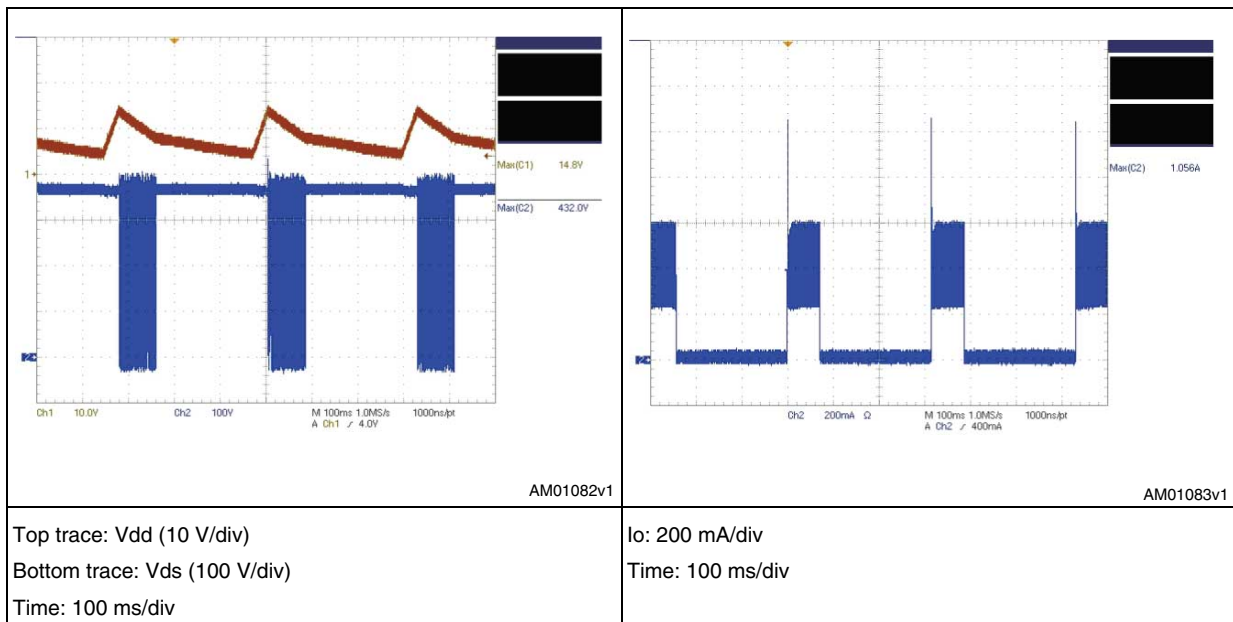 1
2
Max(C1) 14.8V
Max(C2) 432.0V
Ch1 10.0V Ch2 100V M 100ms 1.0MS/s 1000ns/pt
A Ch1 ∕ 4.0V
AM01082v1
2
Max(C2) 1.056A
Ch2 200mA Ω M 100ms 1.0MS/s 1000ns/pt
A Ch2 ∕ 400mA
AM01083v1
Top trace: Vdd (10 V/div)
Bottom trace: Vds (100 V/div)
Time: 100 ms/div
Io: 200 mA/div
Time: 100 ms/div